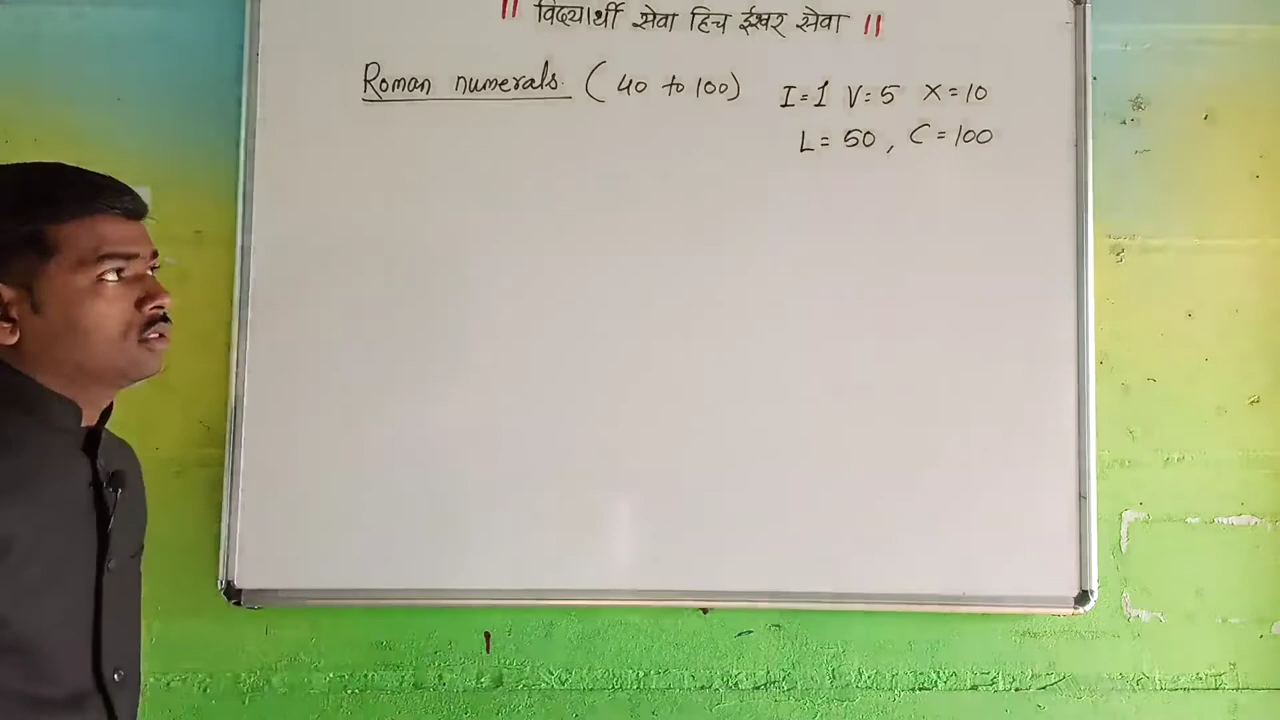 ॥ विद्यार्थी सेवा हिच ईश्वर सेवा ॥
Roman numerals. ( 40 to 100) I=1 V=5 X=10
L= 50 , C=100